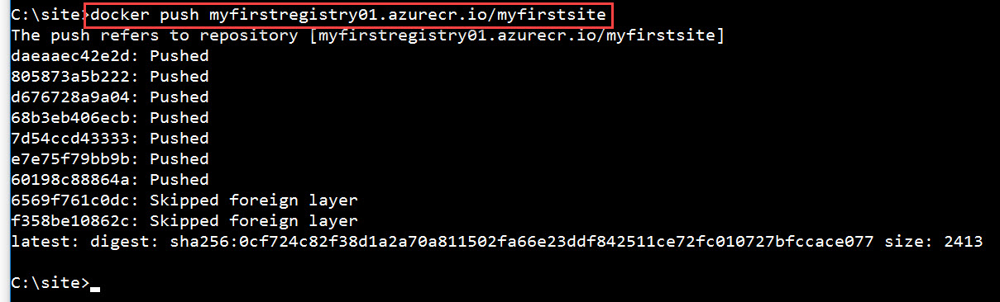 C:\site>docker push myfirstregistry01.azurecr.io/myfirstsite
The push refers to repository [myfirstregistry01.azurecr.io/myfirstsite]
daeaaec42e2d: Pushed
805873a5b222: Pushed
d676728a9a04: Pushed
68b3eb406ecb: Pushed
7d54ccd43333: Pushed
e7e75f79bb9b: Pushed
60198c88864a: Pushed
6569f761c0dc: Skipped foreign layer
f358be10862c: Skipped foreign layer
latest: digest: sha256:0cf724c82f38d1a2a70a811502fa66e23ddf842511ce72fc010727bfccace077 size: 2413
C:\site>